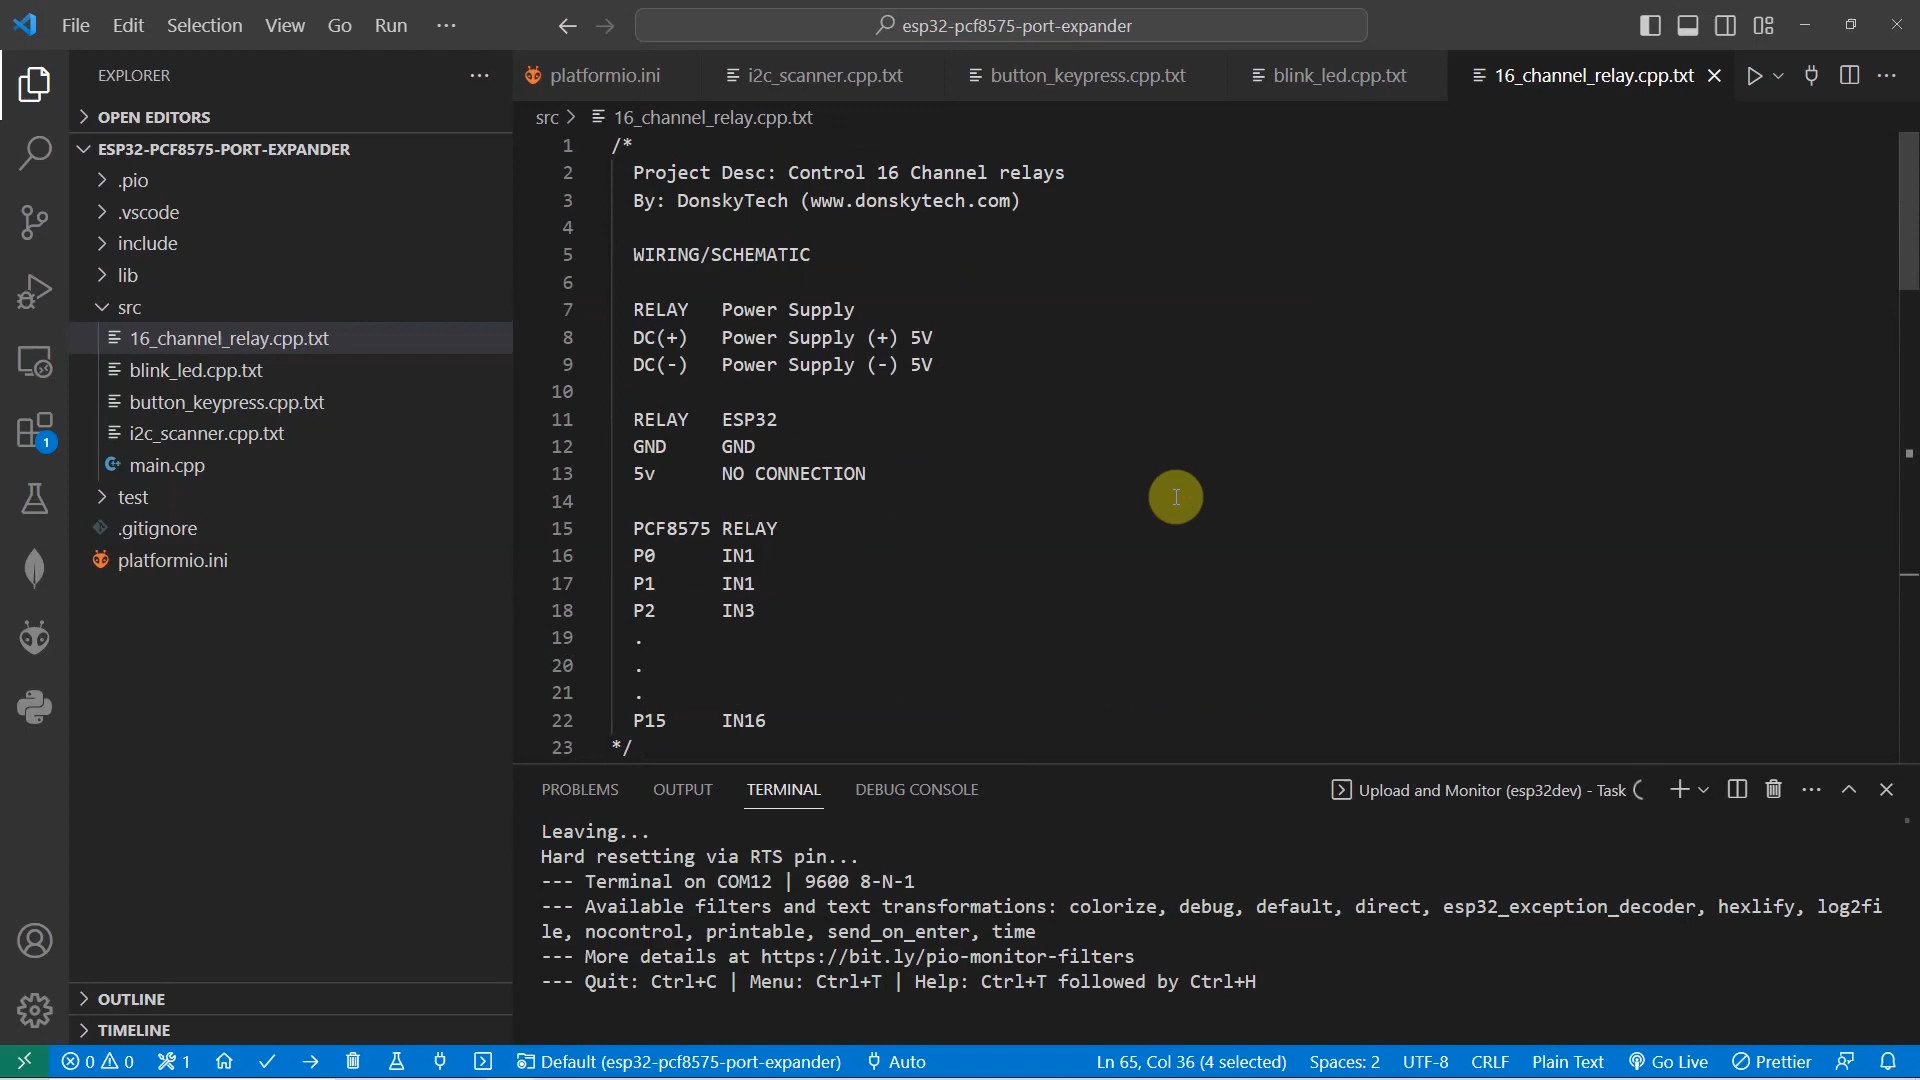 File Edit Selection View Go Run ···
esp32-pcf8575-port-expander
EXPLORER
OPEN EDITORS
ESP32-PCF8575-PORT-EXPANDER
.pio
.vscode
include
lib
src
16_channel_relay.cpp.txt
blink_led.cpp.txt
button_keypress.cpp.txt
i2c_scanner.cpp.txt
main.cpp
test
.gitignore
platformio.ini
OUTLINE
TIMELINE
1
platformio.ini i2c_scanner.cpp.txt button_keypress.cpp.txt blink_led.cpp.txt 16_channel_relay.cpp.txt
src > 16_channel_relay.cpp.txt
1 /*
2 Project Desc: Control 16 Channel relays
3 By: DonskyTech (www.donskytech.com)
4
5 WIRING/SCHEMATIC
6
7 RELAY Power Supply
8 DC(+) Power Supply (+) 5V
9 DC(-) Power Supply (-) 5V
10
11 RELAY ESP32
12 GND GND
13 5v NO CONNECTION
14
15 PCF8575 RELAY
16 P0 IN1
17 P1 IN1
18 P2 IN3
19 .
20 .
21 .
22 P15 IN16
23 */
PROBLEMS OUTPUT TERMINAL DEBUG CONSOLE Upload and Monitor (esp32dev) - Task
Leaving...
Hard resetting via RTS pin...
--- Terminal on COM12 | 9600 8-N-1
--- Available filters and text transformations: colorize, debug, default, direct, esp32_exception_decoder, hexlify, log2fi
le, nocontrol, printable, send_on_enter, time
--- More details at https://bit.ly/pio-monitor-filters
--- Quit: Ctrl+C | Menu: Ctrl+T | Help: Ctrl+T followed by Ctrl+H
0 0 1 Default (esp32-pcf8575-port-expander) Auto Ln 65, Col 36 (4 selected) Spaces: 2 UTF-8 CRLF Plain Text Go Live Prettier